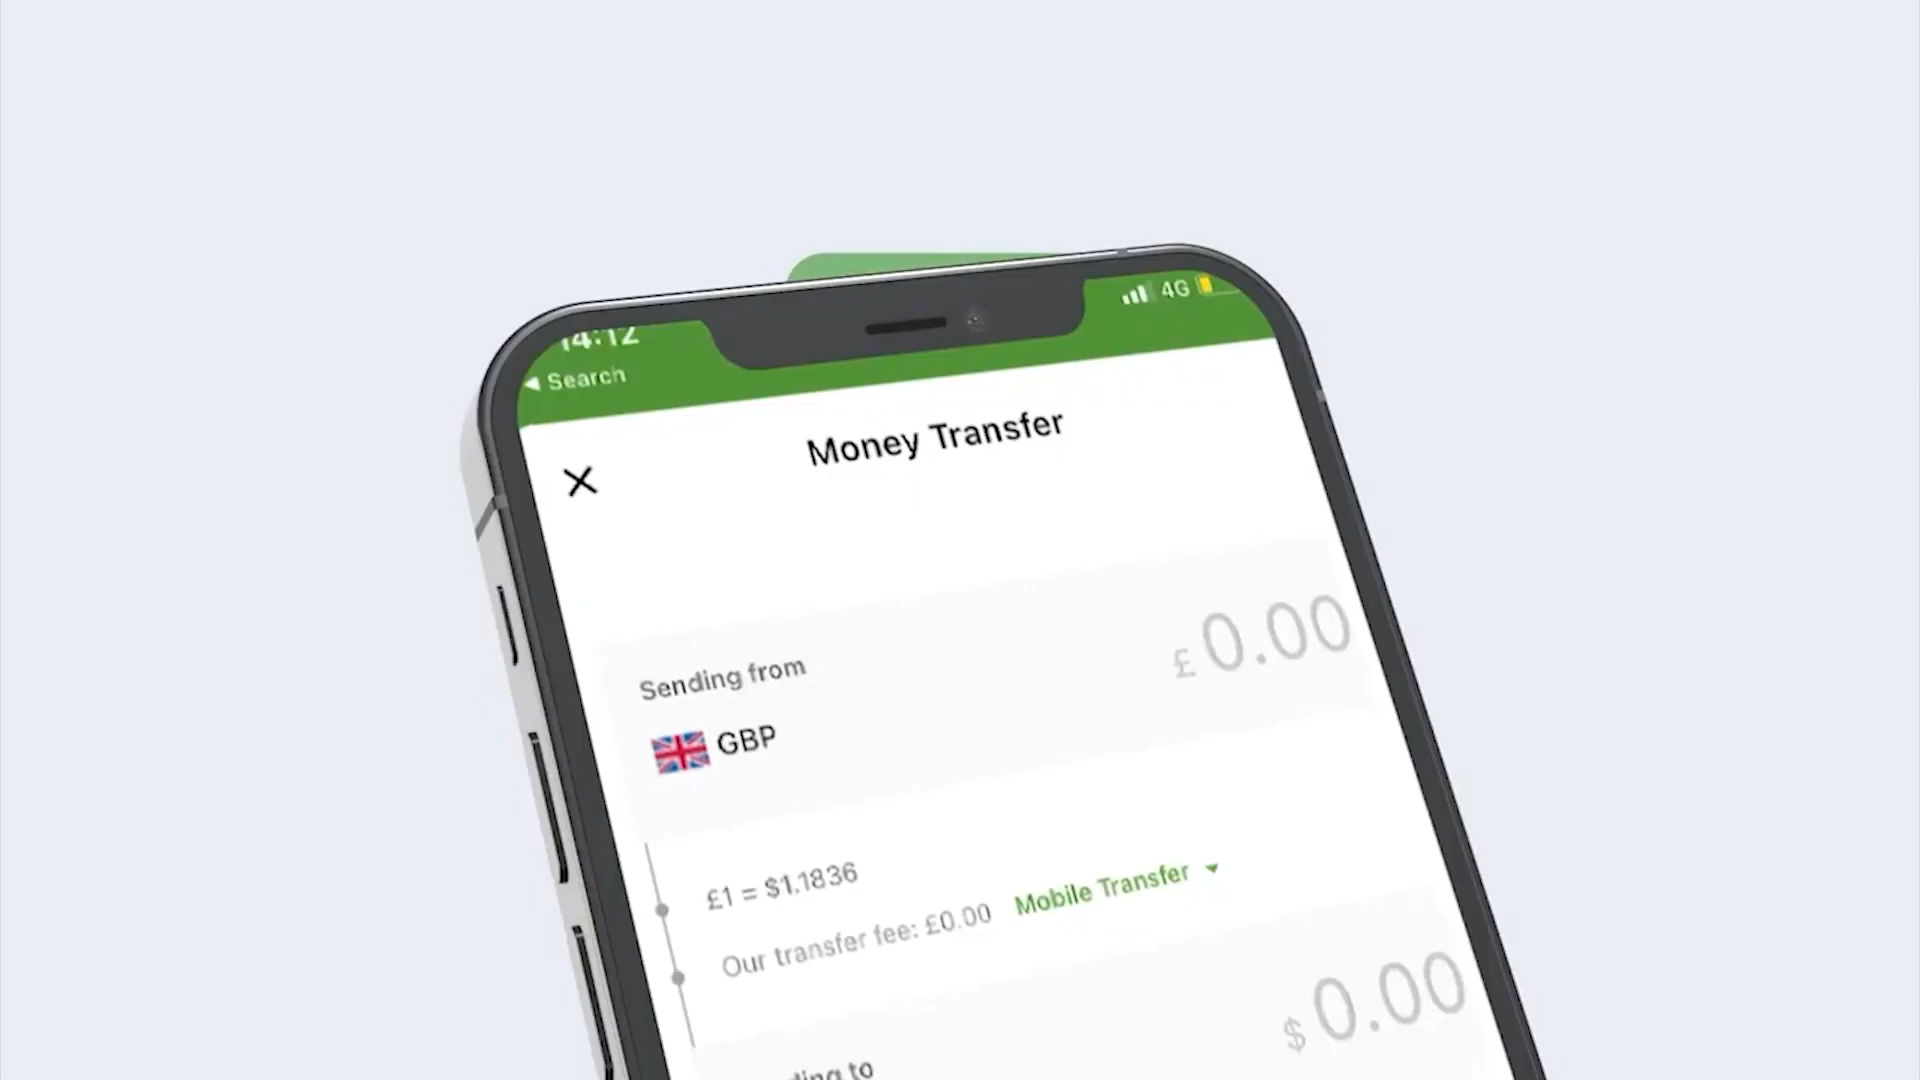 14:12
4G
Search
Money Transfer
Sending from
£0.00
GBP
£1 = $1.1836
Our transfer fee: £0.00 Mobile Transfer
$0.00
to